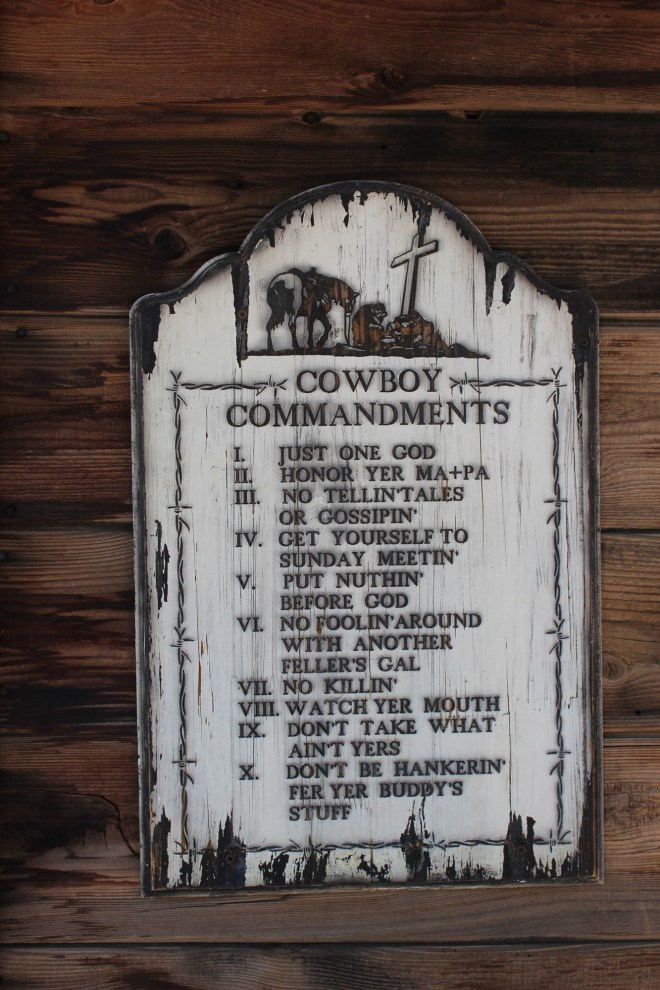 COWBOY
COMMANDMENTS
I. JUST ONE GOD
II. HONOR YER MA+PA
III. NO TELLIN' TALES
OR GOSSIPIN'
IV. GET YOURSELF TO
SUNDAY MEETIN'
V. PUT NUTHIN'
BEFORE GOD
VI. NO FOOLIN' AROUND
WITH ANOTHER
FELLER'S GAL
VII. NO KILLIN'
VIII. WATCH YER MOUTH
IX. DON'T TAKE WHAT
AIN'T YERS
X. DON'T BE HANKERIN'
FER YER BUDDY'S
STUFF